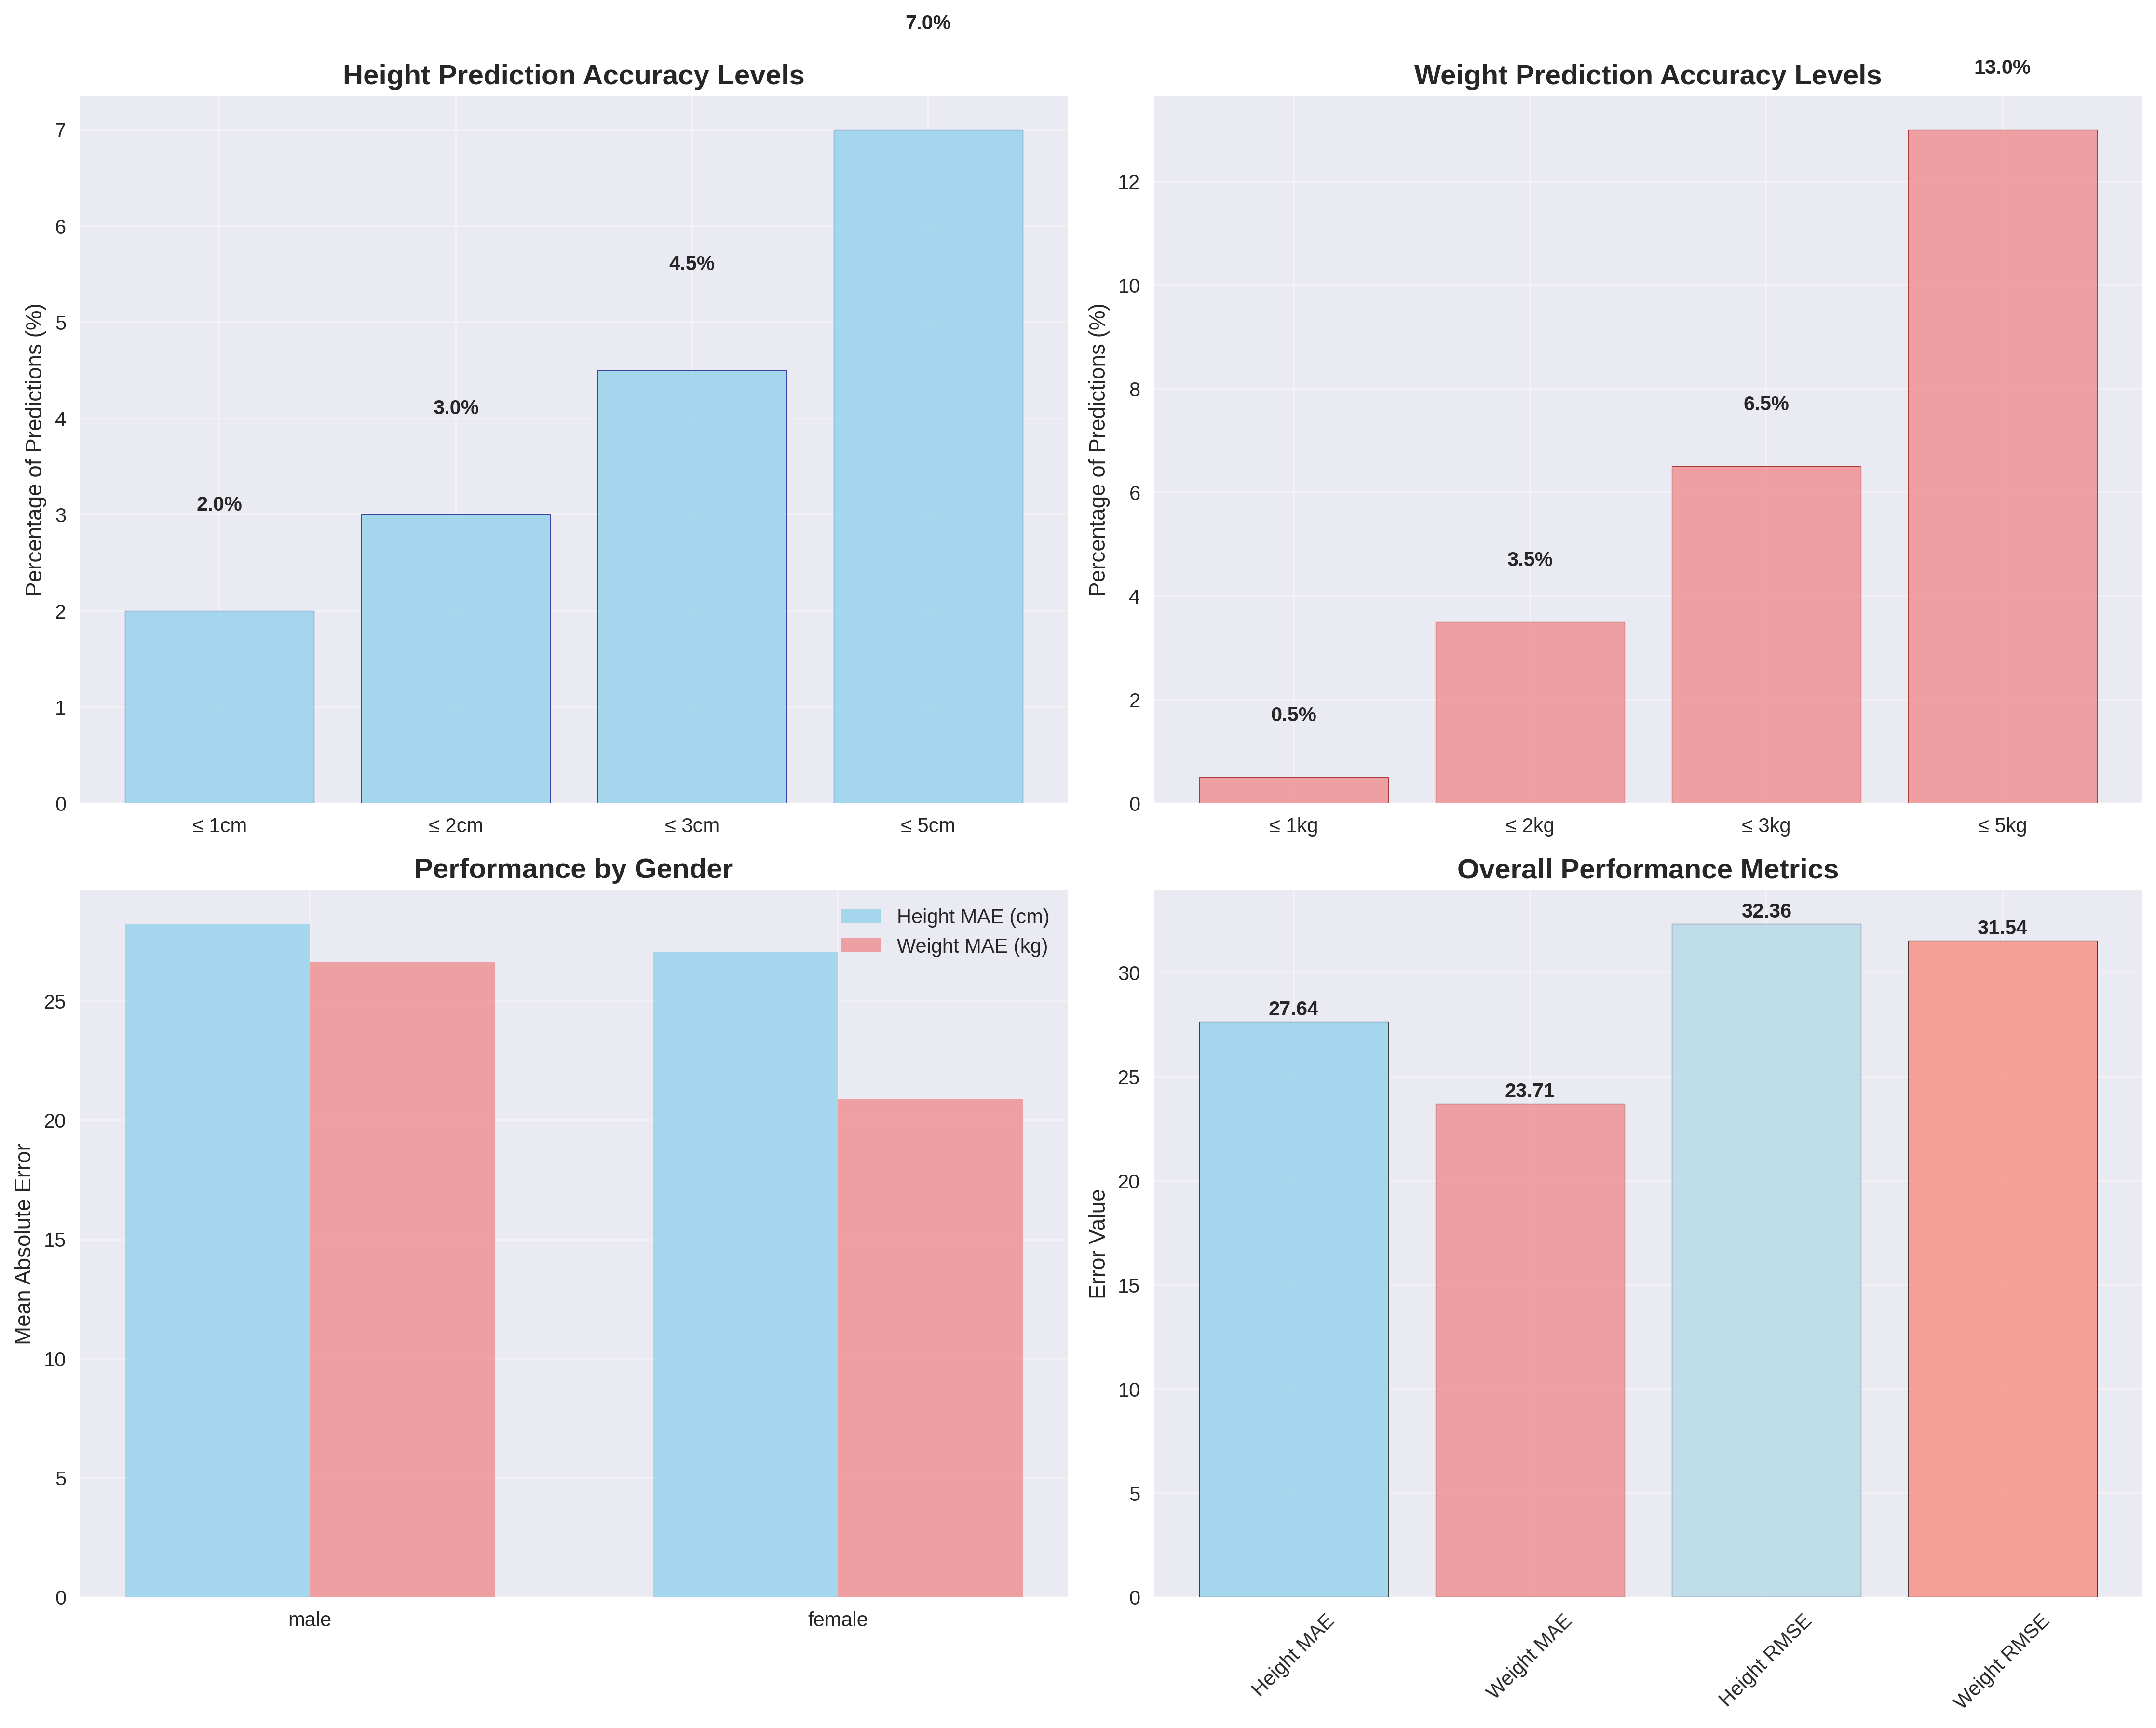 Height Prediction Accuracy Levels
Percentage of Predictions (%)
7
6
5
4
3
2
1
0
2.0%
3.0%
4.5%
7.0%
≤ 1cm
≤ 2cm
≤ 3cm
≤ 5cm
Weight Prediction Accuracy Levels
Percentage of Predictions (%)
12
10
8
6
4
2
0
0.5%
3.5%
6.5%
13.0%
≤ 1kg
≤ 2kg
≤ 3kg
≤ 5kg
Performance by Gender
Mean Absolute Error
25
20
15
10
5
0
Height MAE (cm)
Weight MAE (kg)
male
female
Overall Performance Metrics
Error Value
30
25
20
15
10
5
0
27.64
23.71
32.36
31.54
Height MAE
Weight MAE
Height RMSE
Weight RMSE